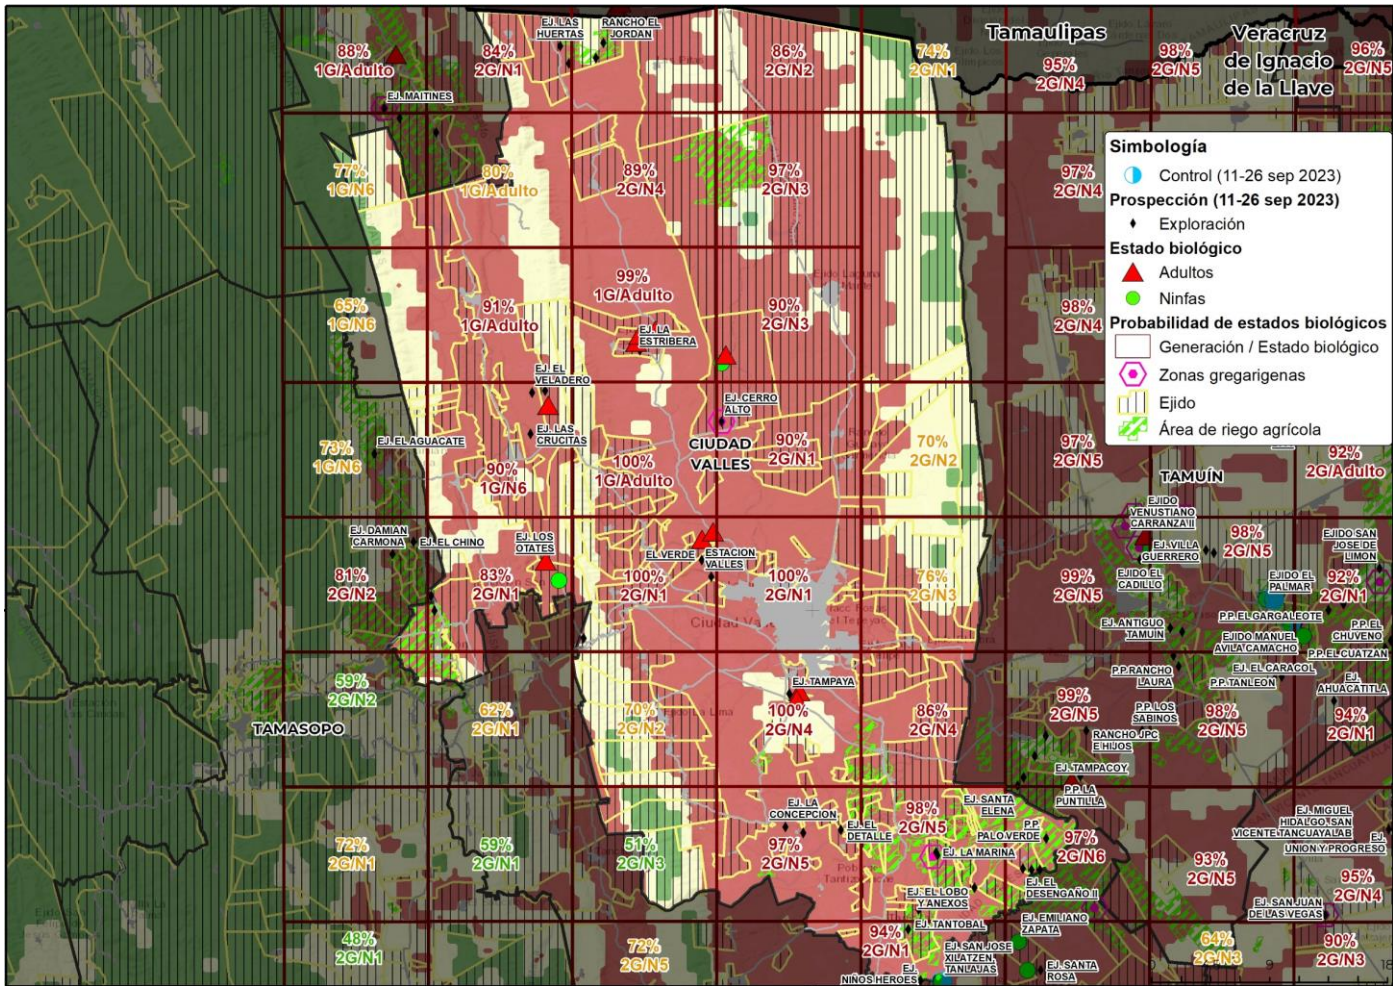 EJ. LAS
HUERTAS
RANCHO EL
JORDAN
Tamaulipas
Veracruz
de Ignacio
de la Llave
88%
1G/Adulto
84%
2G/N1
86%
2G/N2
74%
2G/N1
95%
2G/N4
98%
2G/N5
96%
2G/N5
EJ. MAITINES
77%
1G/N6
80%
1G/Adulto
89%
2G/N4
97%
2G/N3
97%
2G/N4
Simbología
Control (11-26 sep 2023)
Prospección (11-26 sep 2023)
Exploración
Estado biológico
Adultos
Ninfas
Probabilidad de estados biológicos
Generación / Estado biológico
Zonas gregarigenas
Ejido
Área de riego agrícola
65%
1G/N6
91%
1G/Adulto
99%
1G/Adulto
90%
2G/N3
98%
2G/N4
EJ. LA
ESTRIBERA
EJ. EL
VELADERO
EJ. CERRO
ALTO
EJ. LAS
CRUCITAS
EJ. EL AGUACATE
CIUDAD
VALLES
73%
1G/N6
90%
1G/N6
100%
1G/Adulto
90%
2G/N1
70%
2G/N2
97%
2G/N5
92%
2G/Adulto
TAMUÍN
EJIDO
VENUSTIANO
CARRANZA II
EJ. VILLA
GUERRERO
EJIDO EL
CADILLO
EJIDO SAN
JOSE DE
LIMON
EJIDO EL
PALMAR
EJ. DAMIAN
CARMONA
EJ. EL CHINO
EJ. LOS
OTATES
EL VERDE
ESTACION
VALLES
81%
2G/N2
83%
2G/N1
100%
2G/N1
100%
2G/N1
76%
2G/N3
99%
2G/N5
98%
2G/N5
92%
2G/N1
EJ. ANTIGUO
TAMUIN
P.P. EL GARGALEOTE
EJIDO MANUEL
AVILA CAMACHO
P.P. EL
CHUVENO
P.P. EL CUATZAN
P.P. RANCHO
LAURA
EJ. EL CARACOL
P.P. TANLEON
EJ.
AHUACATITLA
EJ. TAMPAYA
TAMASOPO
59%
2G/N2
62%
2G/N1
70%
2G/N2
Ejido La Lima
100%
2G/N4
86%
2G/N4
99%
2G/N5
98%
2G/N5
94%
2G/N1
P.P. LOS
SABINOS
RANCHO JPC
E HIJOS
EJ. TAMPACOY
P.P. LA
PUNTILLA
EJ. LA
CONCEPCION
EJ. EL
DETALLE
EJ. SANTA
ELENA
P.P.
PALO VERDE
EJ. LA MARINA
EJ. MIGUEL
HIDALGO, SAN
VICENTE TANCUAYALAB
EJ.
UNION Y PROGRESO
72%
2G/N1
59%
2G/N1
51%
2G/N3
97%
2G/N5
98%
2G/N5
97%
2G/N6
93%
2G/N5
95%
2G/N4
EJ. EL LOBO
Y ANEXOS
EJ. EL
DESENGAÑO II
EJ. SAN JUAN
DE LAS VEGAS
EJ. TANTOBAL
EJ. EMILIANO
ZAPATA
EJ. SAN JOSE
XILATZEN,
TANLAJAS
EJ.
NIÑOS HEROES
EJ. SANTA
ROSA
48%
2G/N1
72%
2G/N5
94%
2G/N1
64%
2G/N3
90%
2G/N3
0
9
18